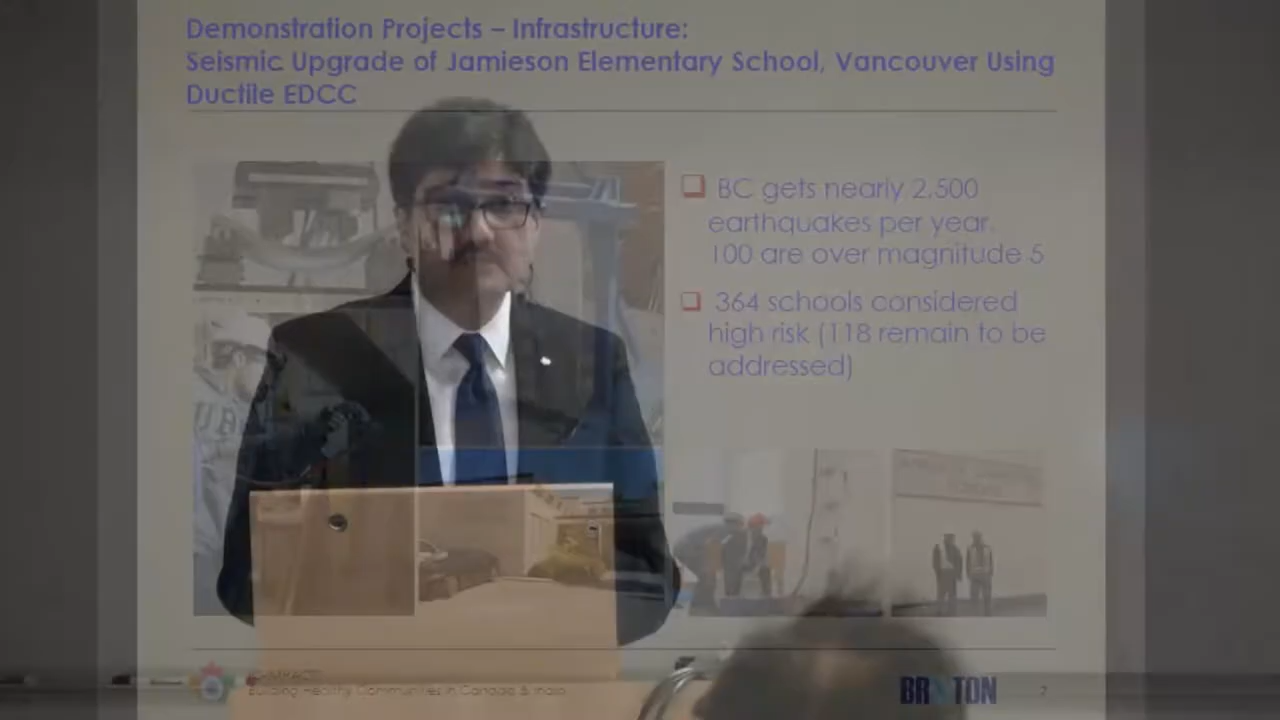 Demonstration Projects – Infrastructure:
Seismic Upgrade of Jamieson Elementary School, Vancouver Using
Ductile EDCC
BC gets nearly 2,500
earthquakes per year.
100 are over magnitude 5
364 schools considered
high risk (118 remain to be
addressed)
UB
Building Healthy Communities in Canada & India
2